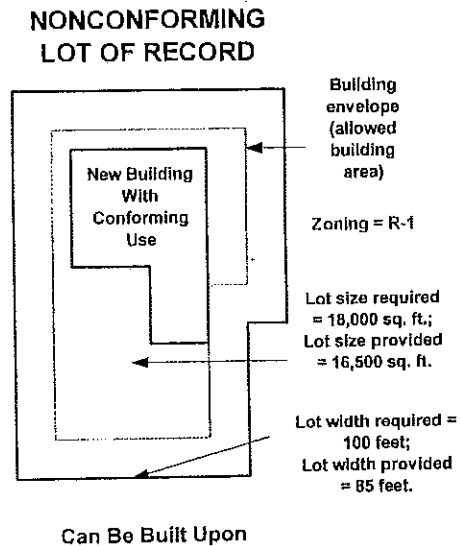 NONCONFORMING
LOT OF RECORD
Building
envelope
(allowed
building
area)
New Building
With
Conforming
Use
Zoning = R-1
Lot size required
= 18,000 sq. ft.;
Lot size provided
= 16,500 sq. ft.
Lot width required =
100 feet;
Lot width provided
= 85 feet.
Can Be Built Upon